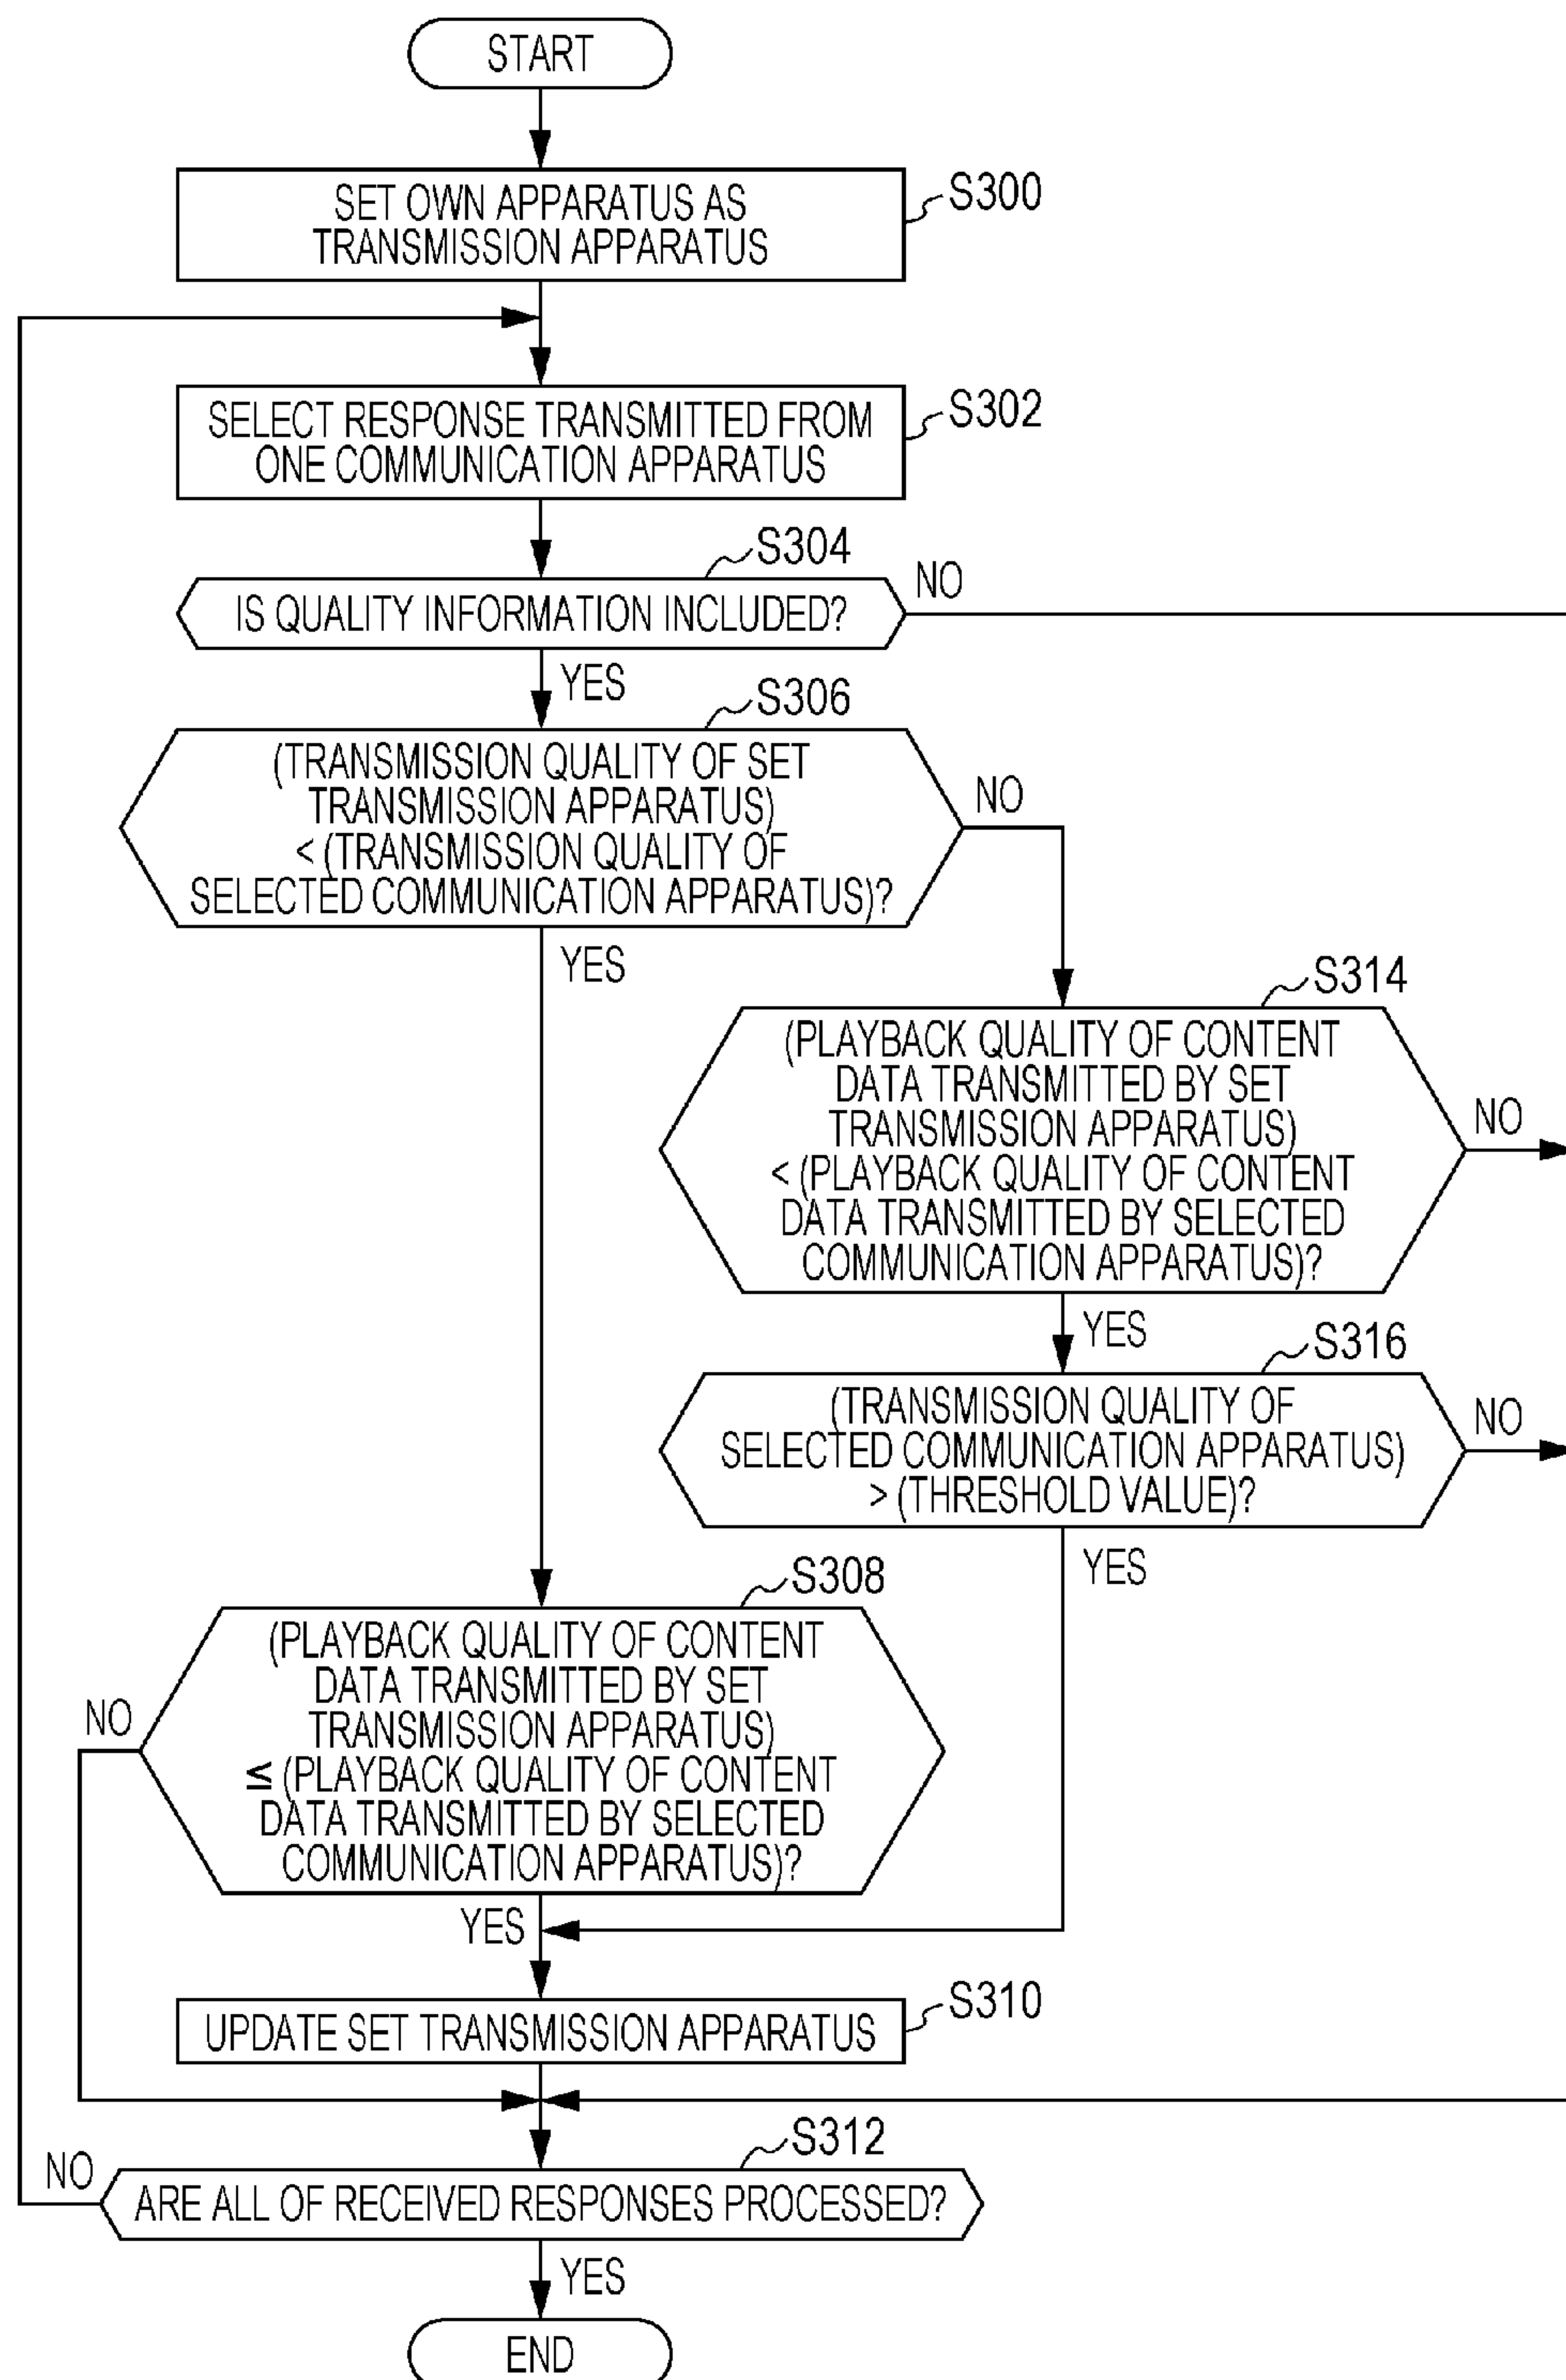 START
SET OWN APPARATUS AS
TRANSMISSION APPARATUS
S300
SELECT RESPONSE TRANSMITTED FROM
ONE COMMUNICATION APPARATUS
S302
S304
IS QUALITY INFORMATION INCLUDED?
NO
YES
S306
(TRANSMISSION QUALITY OF SET
TRANSMISSION APPARATUS)
< (TRANSMISSION QUALITY OF
SELECTED COMMUNICATION APPARATUS)?
NO
YES
S314
(PLAYBACK QUALITY OF CONTENT
DATA TRANSMITTED BY SET
TRANSMISSION APPARATUS)
< (PLAYBACK QUALITY OF CONTENT
DATA TRANSMITTED BY SELECTED
COMMUNICATION APPARATUS)?
NO
YES
S316
(TRANSMISSION QUALITY OF
SELECTED COMMUNICATION APPARATUS)
> (THRESHOLD VALUE)?
NO
YES
S308
(PLAYBACK QUALITY OF CONTENT
DATA TRANSMITTED BY SET
TRANSMISSION APPARATUS)
≦ (PLAYBACK QUALITY OF CONTENT
DATA TRANSMITTED BY SELECTED
COMMUNICATION APPARATUS)?
NO
YES
S310
UPDATE SET TRANSMISSION APPARATUS
S312
NO
ARE ALL OF RECEIVED RESPONSES PROCESSED?
YES
END